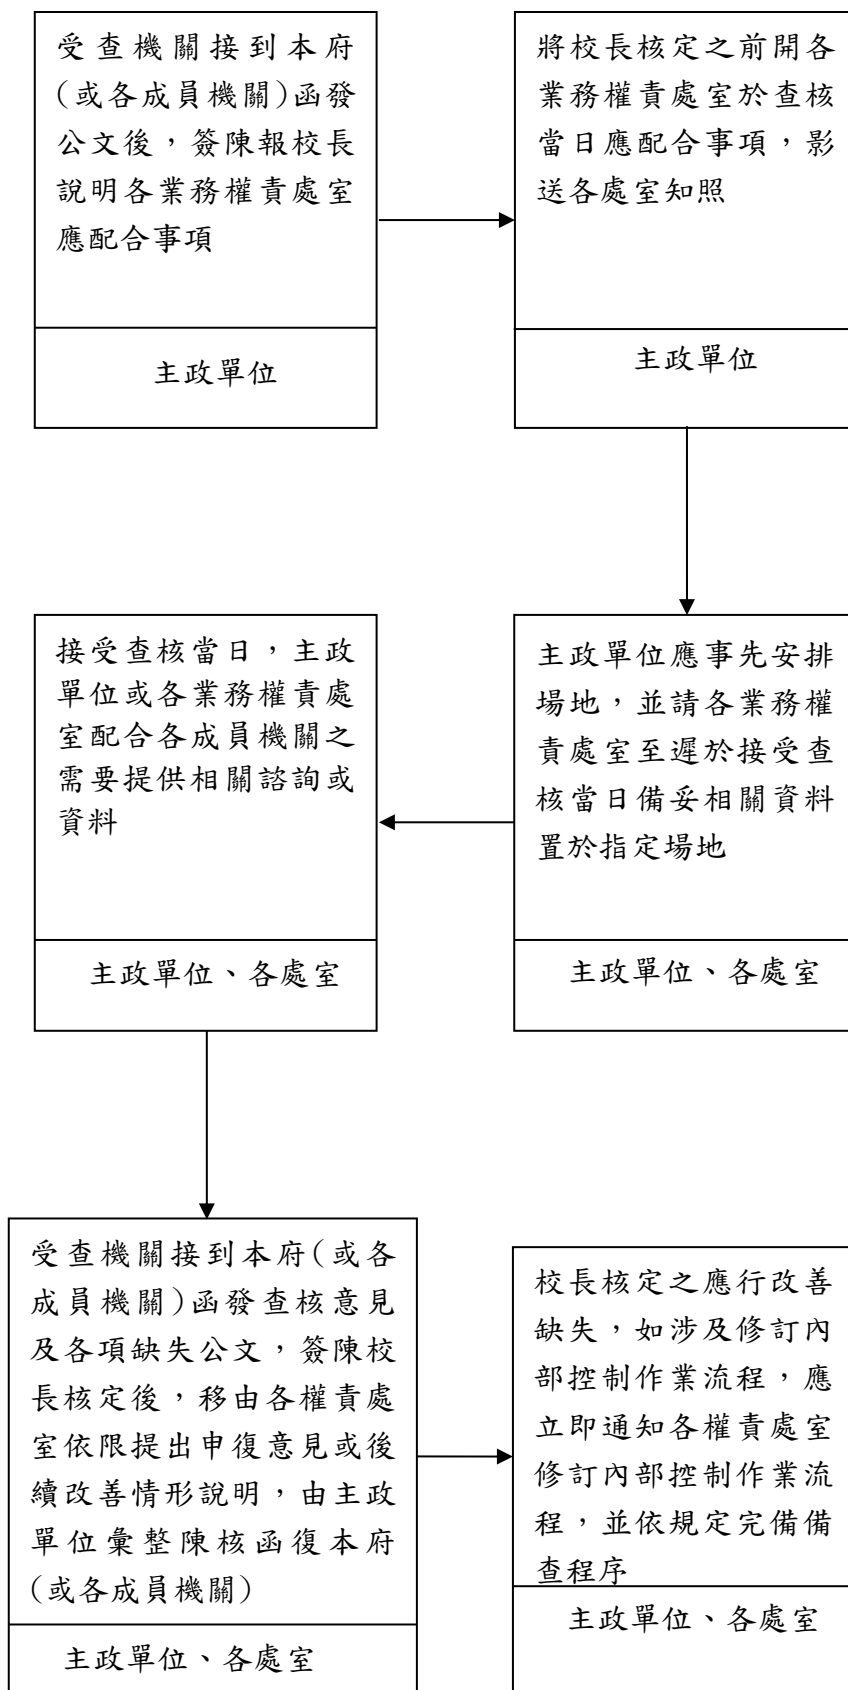 受查機關接到本府
(或各成員機關)函發
公文後，簽陳報校長
說明各業務權責處室
應配合事項
主政單位
將校長核定之前開各
業務權責處室於查核
當日應配合事項，影
送各處室知照
主政單位
主政單位應事先安排
場地，並請各業務權
責處室至遲於接受查
核當日備妥相關資料
置於指定場地
主政單位、各處室
接受查核當日，主政
單位或各業務權責處
室配合各成員機關之
需要提供相關諮詢或
資料
主政單位、各處室
受查機關接到本府(或各
成員機關)函發查核意見
及各項缺失公文，簽陳校
長核定後，移由各權責處
室依限提出申復意見或後
續改善情形說明，由主政
單位彙整陳核函復本府
(或各成員機關)
主政單位、各處室
校長核定之應行改善
缺失，如涉及修訂內
部控制作業流程，應
立即通知各權責處室
修訂內部控制作業流
程，並依規定完備備
查程序
主政單位、各處室